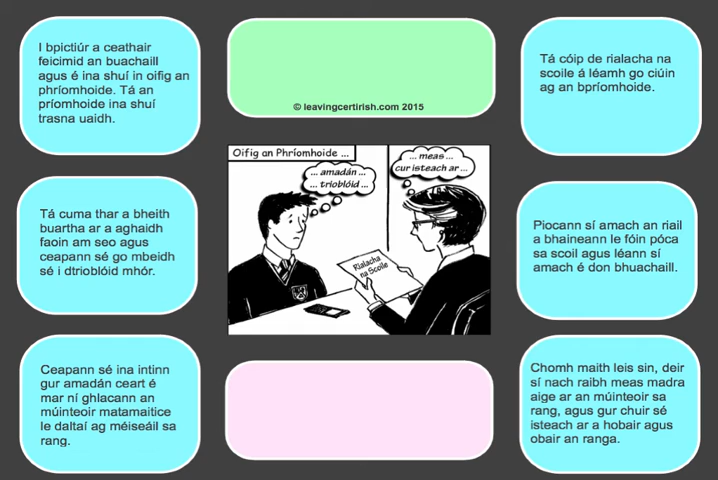 I bpictiúr a ceathair
feicimid an buachaill
agus é ina shuí in oifig an
phríomhoide. Tá an
príomhoide ina shuí
trasna uaidh.
Tá cuma thar a bheith
buartha ar a aghaidh
faoin am seo agus
ceapann sé go mbeidh
sé i dtrioblóid mhór.
Ceapann sé ina intinn
gur amadán ceart é
mar ní ghlacann an
múinteoir matamaitice
le daltaí ag méiseáil sa
rang.
© leavingcertirish.com 2015
Oifig an Phríomhoide ...
... amadán ...
... trioblóid ...
... meas ...
cur isteach ar ...
Rialacha
na Scoile
Tá cóip de rialacha na
scoile á léamh go ciúin
ag an bpríomhoide.
Piocann sí amach an riail
a bhaineann le fóin póca
sa scoil agus léann sí
amach é don bhuachaill.
Chomh maith leis sin, deir
sí nach raibh meas madra
aige ar an múinteoir sa
rang, agus gur chuir sé
isteach ar a hobair agus
obair an ranga.